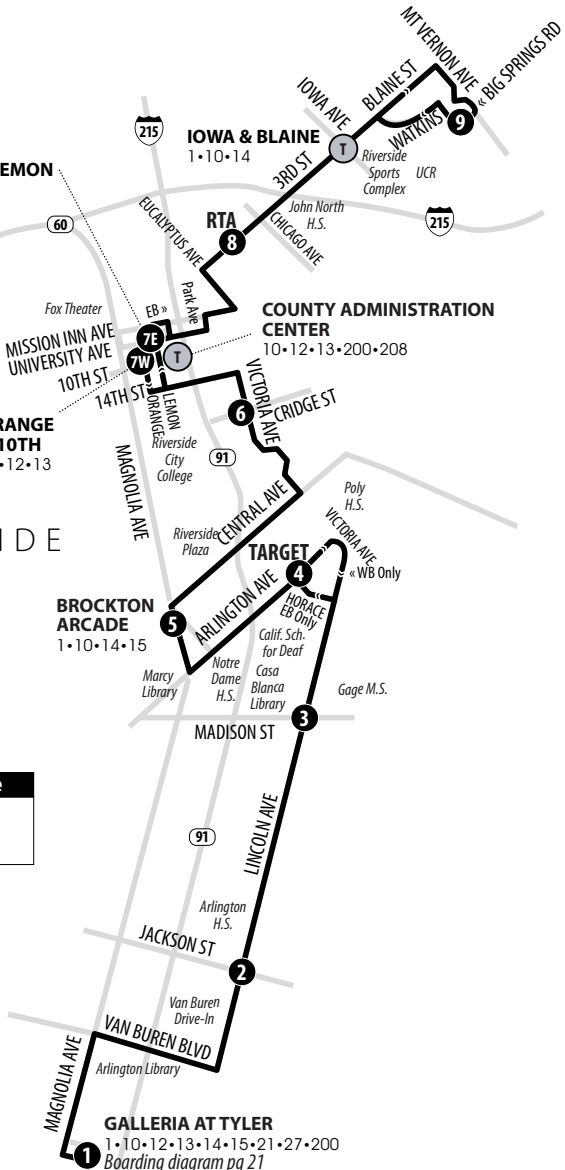 MT VERNON AVE
« BIG SPRINGS RD
BLAINE ST
IOWA AVE
WATKINS
9
215
IOWA & BLAINE
1•10•14
T
3RD ST
Riverside
Sports
Complex
UCR
EMON
EUCALYPTUS AVE
RTA
8
John North
H.S.
CHICAGO AVE
215
60
Park Ave
EB »
Fox Theater
7E
MISSION INN AVE
UNIVERSITY AVE
7W
T
COUNTY ADMINISTRATION
CENTER
10•12•13•200•208
10TH ST
14TH ST
ORANGE
LEMON
VICTORIA AVE
6
CRIDGE ST
RANGE
10TH
•12•13
Riverside
City
College
91
MAGNOLIA AVE
CENTRAL AVE
Poly
H.S.
IDE
Riverside
Plaza
TARGET
4
VICTORIA AVE
« WB Only
ARLINGTON AVE
HORACE
EB Only
BROCKTON
ARCADE
1•10•14•15
5
Calif. Sch.
for Deaf
Marcy
Library
Notre
Dame
H.S.
Casa
Blanca
Library
Gage M.S.
3
MADISON ST
e
91
LINCOLN AVE
Arlington
H.S.
JACKSON ST
2
Van Buren
Drive-In
VAN BUREN BLVD
MAGNOLIA AVE
Arlington Library
1
GALLERIA AT TYLER
1•10•12•13•14•15•21•27•200
Boarding diagram pg 21